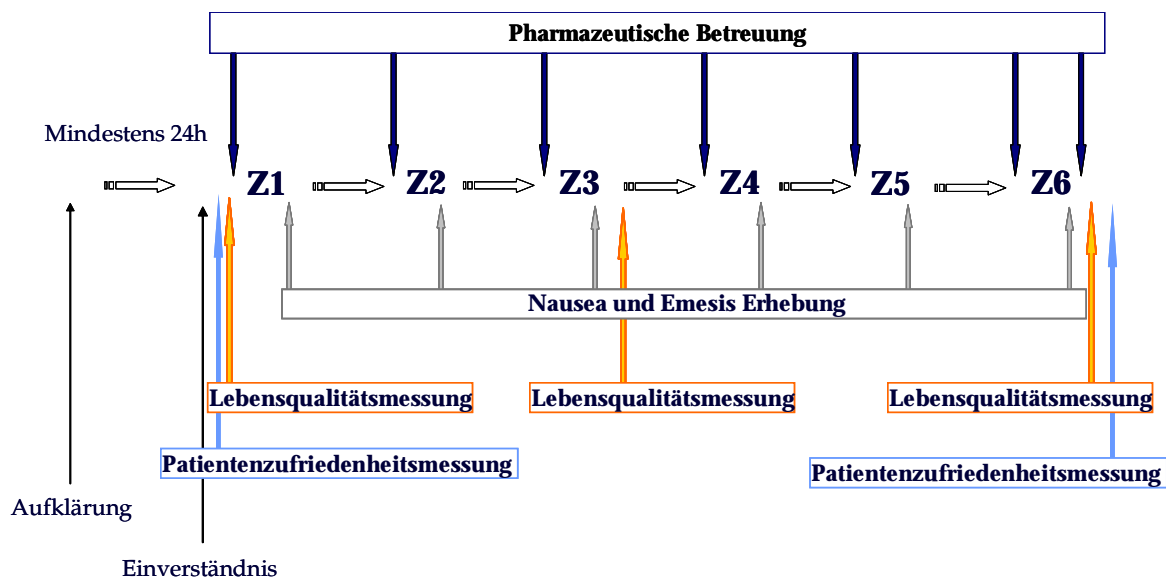 Pharmazeutische Betreuung
Mindestens 24h
Z1 Z2 Z3 Z4 Z5 Z6
Nausea und Emesis Erhebung
Lebensqualitätsmessung Lebensqualitätsmessung Lebensqualitätsmessung
Patientenzufriedenheitsmessung Patientenzufriedenheitsmessung
Aufklärung
Einverständnis